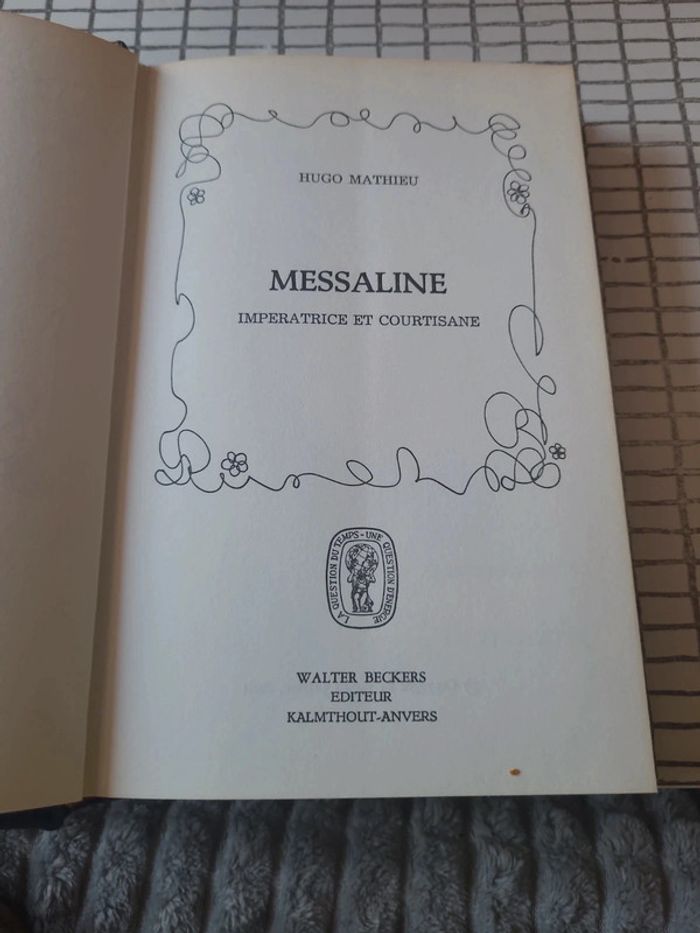 HUGO MATHIEU
MESSALINE
IMPERATRICE ET COURTISANE
LA QUESTION DU TEMPS - UNE QUESTION D'ENERGIE
WALTER BECKERS
EDITEUR
KALMTHOUT-ANVERS